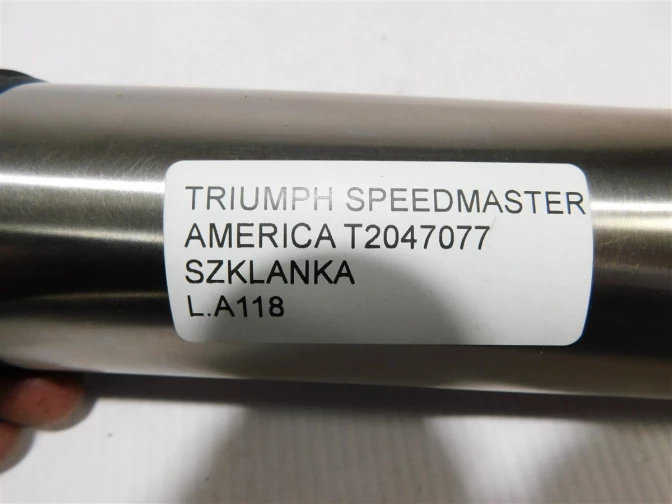 TRIUMPH SPEEDMASTER
AMERICA T2047077
SZKLANKA
L.A118